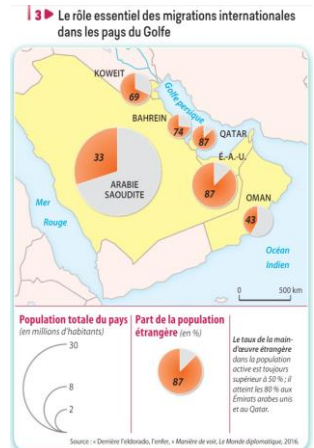 3 ▶ Le rôle essentiel des migrations internationales
dans les pays du Golfe
KOWEIT
69
Golfe persique
BAHREIN
74
87
QATAR
É.-A.-U.
33
87
ARABIE
SAOUDITE
OMAN
43
Mer
Rouge
Océan
Indien
0 500 km
Population totale du pays
(en millions d'habitants)
30
8
2
Part de la population
étrangère (en %)
87
Le taux de la main-
d'œuvre étrangère
dans la population
active est toujours
supérieur à 50 % ; il
atteint les 80 % aux
Émirats arabes unis
et au Qatar.
Source : « Derrière l'eldorado, l'enfer, » Manière de voir, Le Monde diplomatique, 2016.